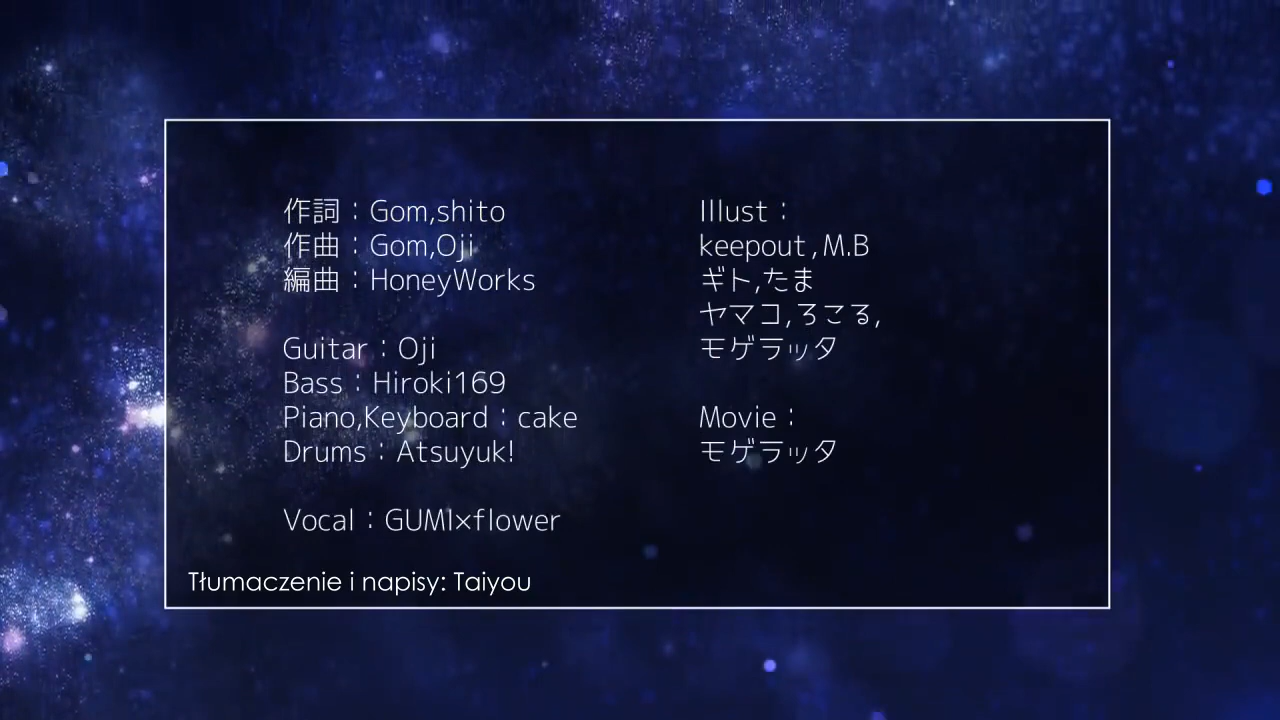 作詞：Gom,shito
作曲：Gom,Oji
編曲：HoneyWorks
Guitar：Oji
Bass：Hiroki169
Piano,Keyboard：cake
Drums：Atsuyuk!
Vocal：GUMI×flower
Illust：
keepout,M.B
ギト,たま
ヤマコ,ろこる,
モゲラッタ
Movie：
モゲラッタ
Tłumaczenie i napisy: Taiyou